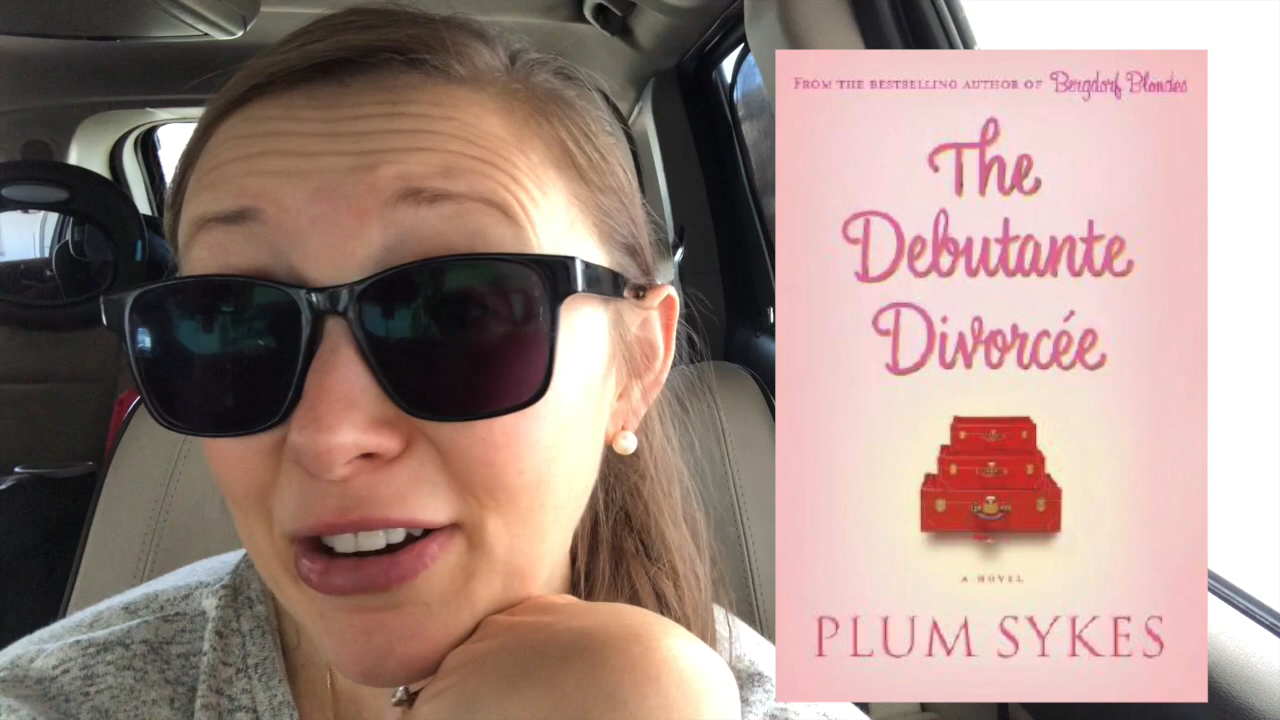 FROM THE BESTSELLING AUTHOR OF Bergdorf Blondes
The
Debutante
Divorcée
A NOVEL
PLUM SYKES